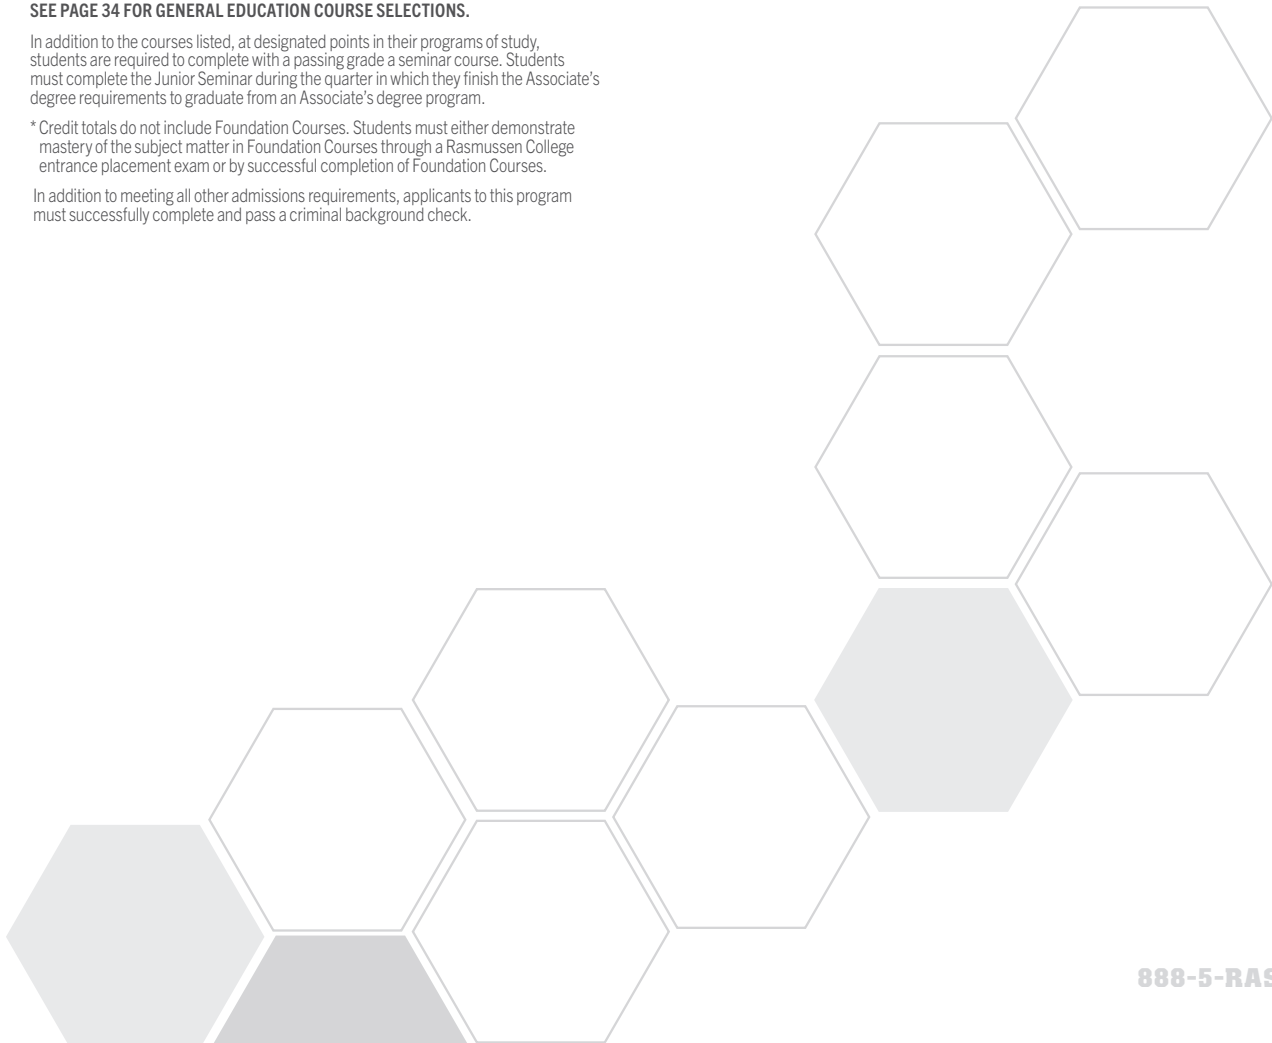 SEE PAGE 34 FOR GENERAL EDUCATION COURSE SELECTIONS.
In addition to the courses listed, at designated points in their programs of study,
students are required to complete with a passing grade a seminar course. Students
must complete the Junior Seminar during the quarter in which they finish the Associate’s
degree requirements to graduate from an Associate’s degree program.
* Credit totals do not include Foundation Courses. Students must either demonstrate
mastery of the subject matter in Foundation Courses through a Rasmussen College
entrance placement exam or by successful completion of Foundation Courses.
In addition to meeting all other admissions requirements, applicants to this program
must successfully complete and pass a criminal background check.
888-5-RAS